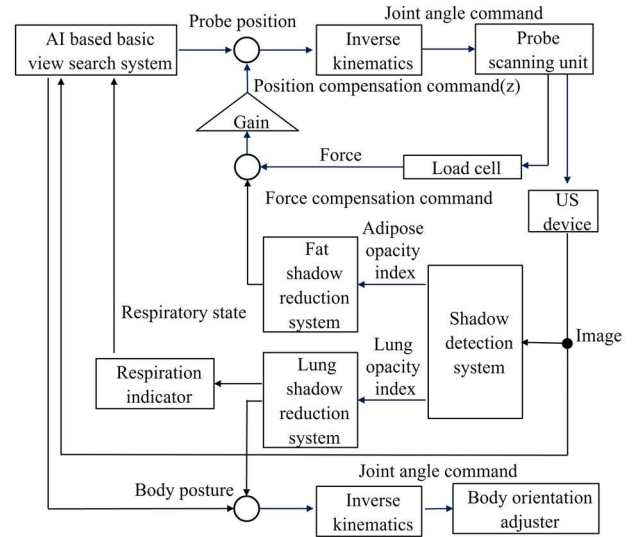 Joint angle command
Probe position
AI based basic
view search system
Inverse
kinematics
Probe
scanning unit
Position compensation command(z)
Gain
Force
Load cell
Force compensation command
US
device
Adipose
opacity
index
Fat
shadow
reduction
system
Respiratory state
Shadow
detection
system
Image
Lung
opacity
index
Respiration
indicator
Lung
shadow
reduction
system
Joint angle command
Body posture
Inverse
kinematics
Body orientation
adjuster